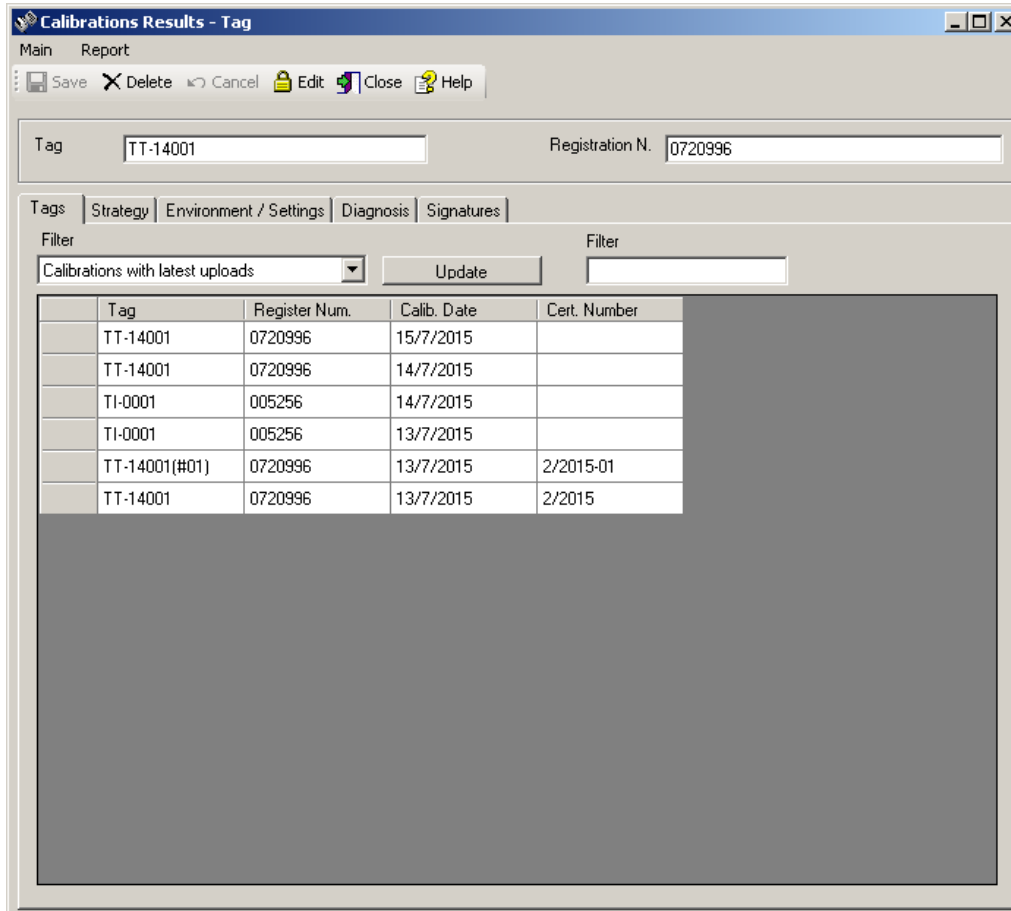 Calibrations Results - Tag
Main Report
Save Delete Cancel Edit Close Help
Tag TT-14001 Registration N. 0720996
Tags Strategy Environment / Settings Diagnosis Signatures
Filter Filter
Calibrations with latest uploads Update
Tag Register Num. Calib. Date Cert. Number
TT-14001 0720996 15/7/2015
TT-14001 0720996 14/7/2015
TI-0001 005256 14/7/2015
TI-0001 005256 13/7/2015
TT-14001(#01) 0720996 13/7/2015 2/2015-01
TT-14001 0720996 13/7/2015 2/2015